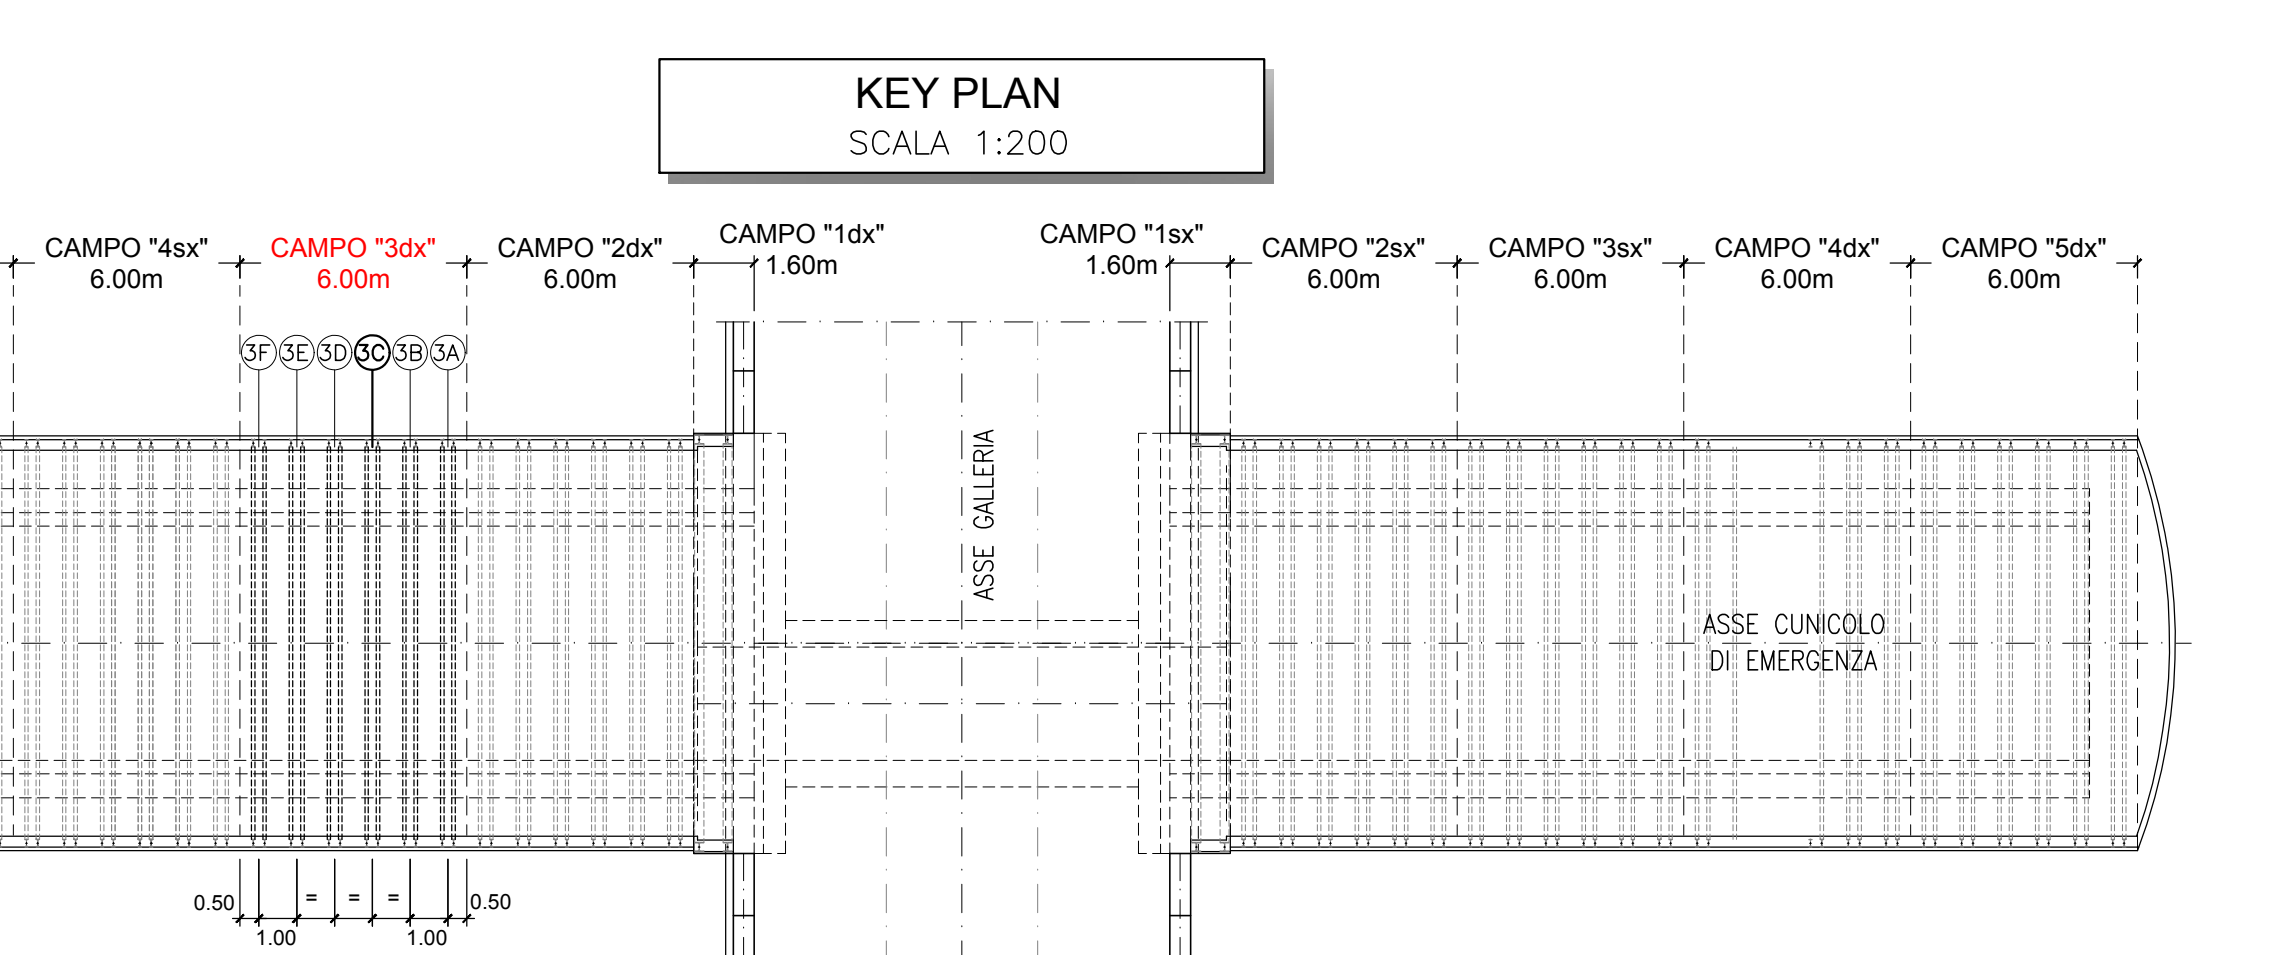 KEY PLAN
SCALA 1:200
CAMPO "4sx"
6.00m
CAMPO "3dx"
6.00m
CAMPO "2dx"
6.00m
CAMPO "1dx"
1.60m
CAMPO "1sx"
1.60m
CAMPO "2sx"
6.00m
CAMPO "3sx"
6.00m
CAMPO "4dx"
6.00m
CAMPO "5dx"
6.00m
3F 3E 3D 3C 3B 3A
ASSE GALLERIA
ASSE CUNICOLO
DI EMERGENZA
0.50 = = = 0.50
1.00 1.00